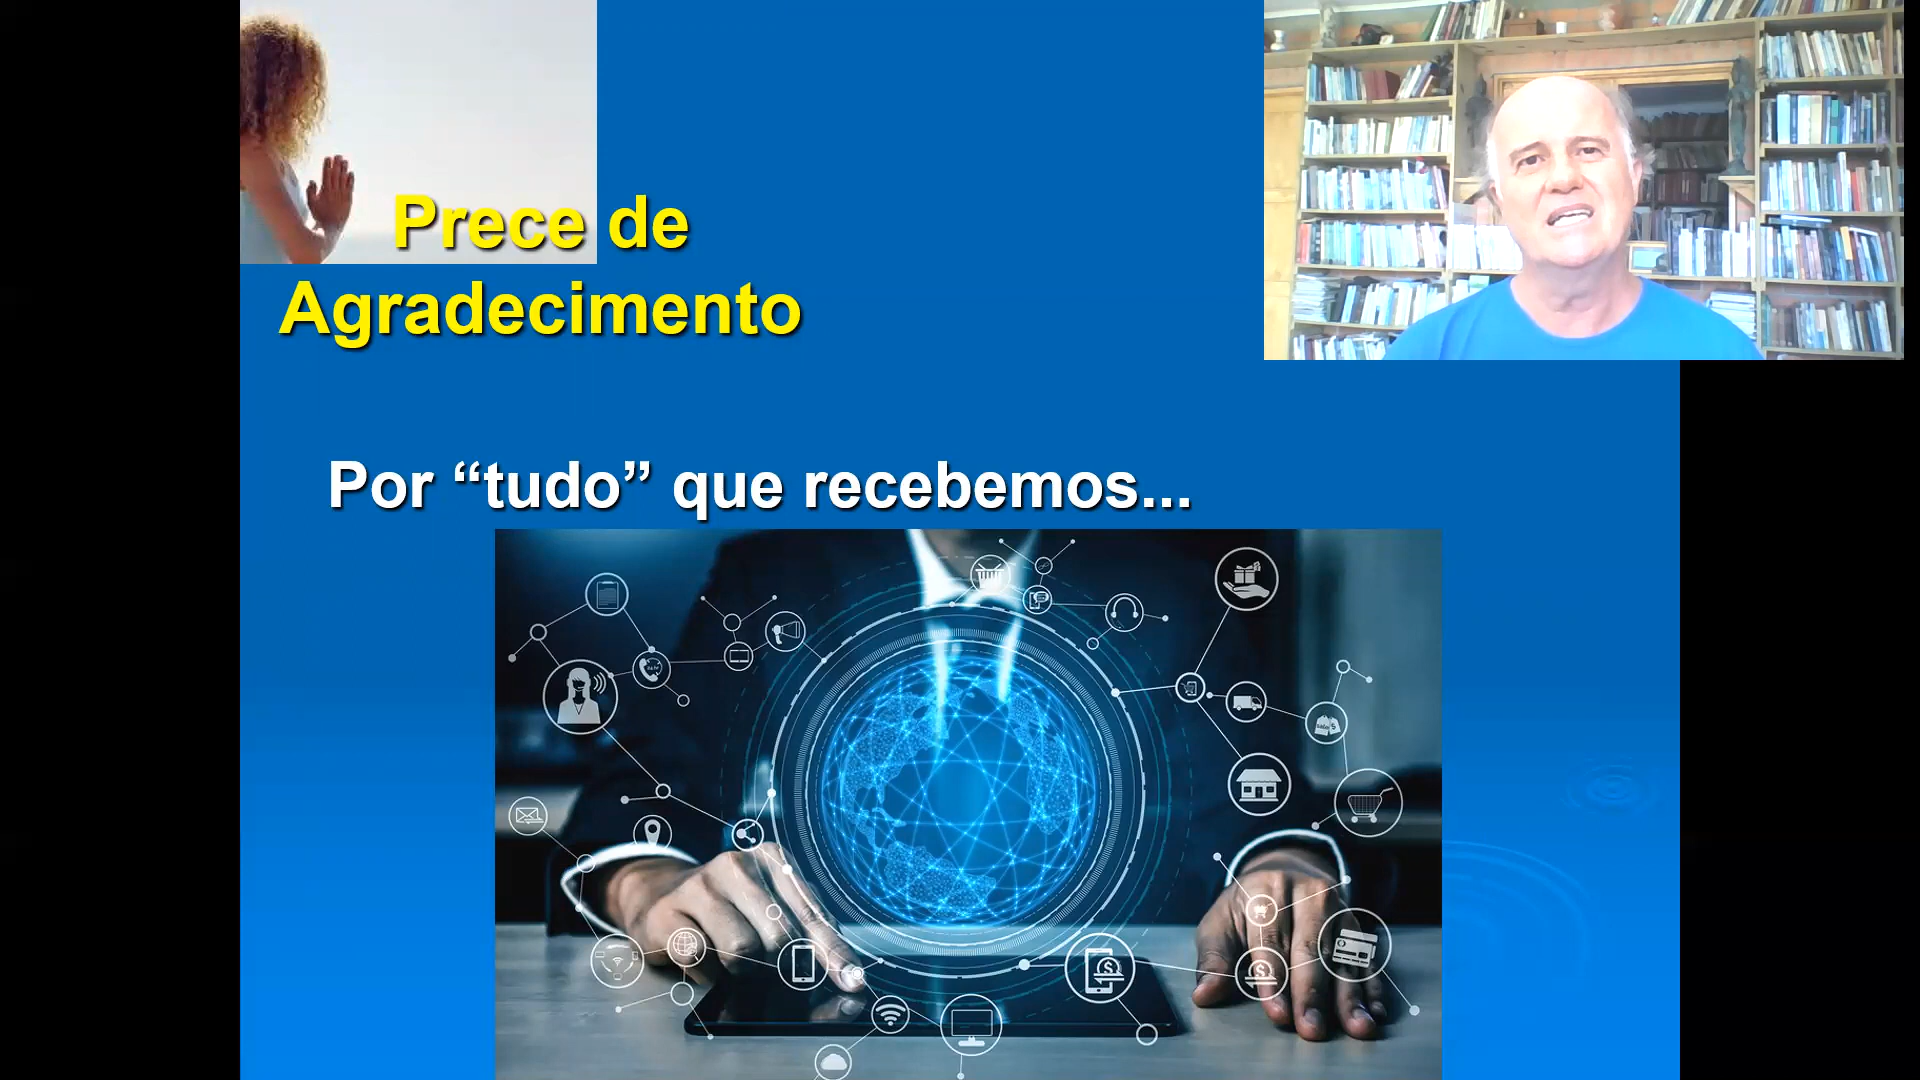 Prece de
Agradecimento
Por “tudo” que recebemos...